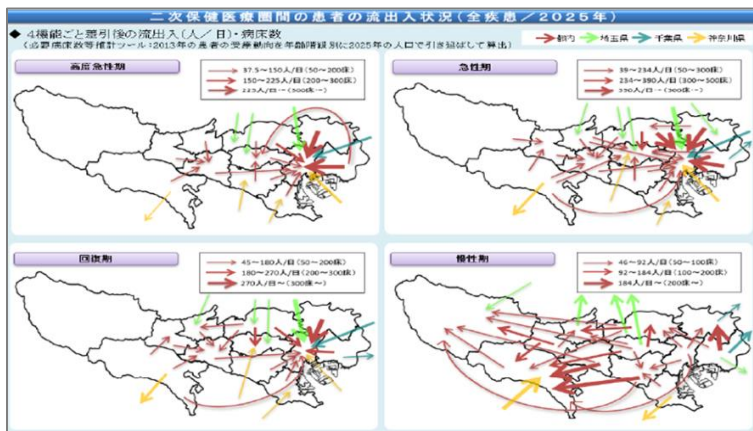 二次保健医療圏間の患者の流出入状況(全疾患／2025年)
◆ 4機能ごと差引後の流出入(人／日)・病床数
(必要病床数等推計ツール：2013年の患者の受療動向を年齢階級別に2025年の人口で引き延ばして算出)
都内 埼玉県 千葉県 神奈川県
高度急性期
37.5～150人/日(50～200床)
150～225人/日(200～300床)
225人/日～(300床～)
急性期
39～234人/日(50～300床)
234～390人/日(300～500床)
390人/日～(500床～)
回復期
45～180人/日(50～200床)
180～270人/日(200～300床)
270人/日～(300床～)
慢性期
46～92人/日(50～100床)
92～184人/日(100～200床)
184人/日～(200床～)